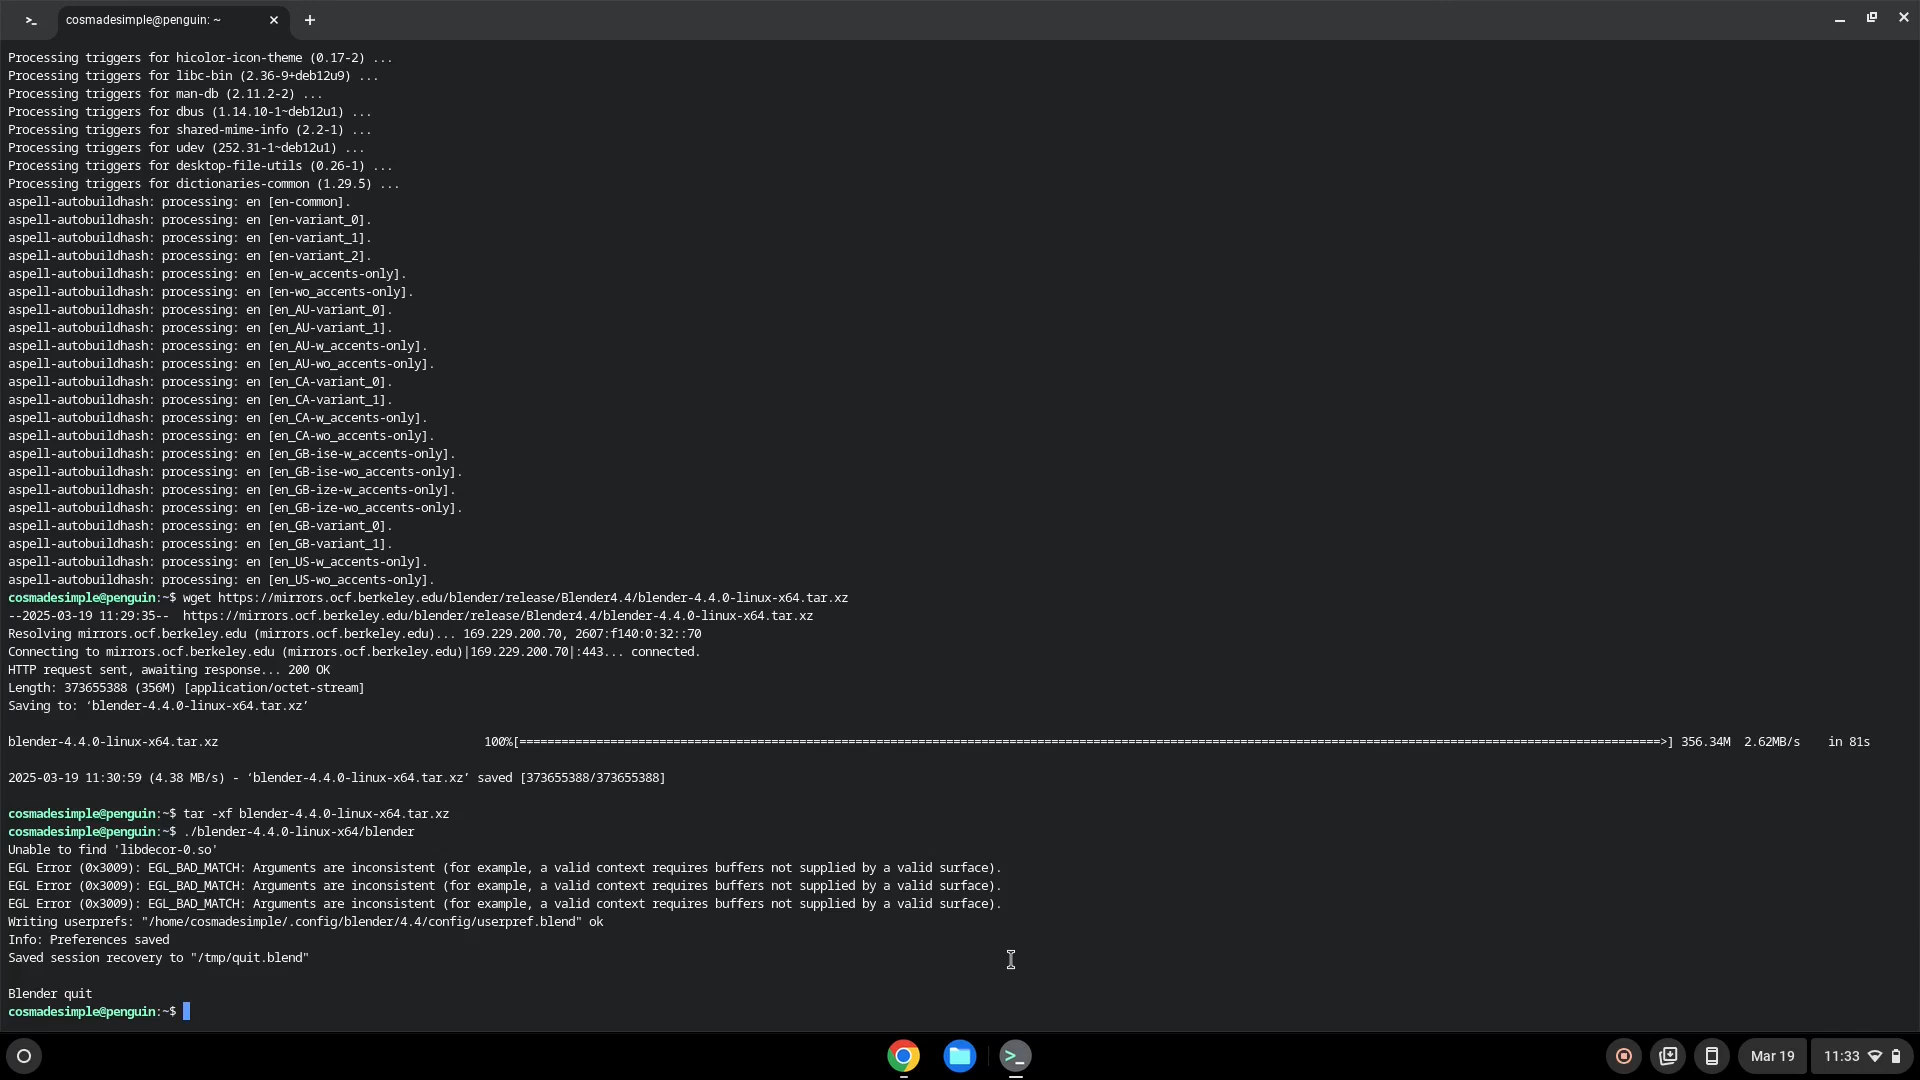 cosmadesimple@penguin: ~
Processing triggers for hicolor-icon-theme (0.17-2) ...
Processing triggers for libc-bin (2.36-9+deb12u9) ...
Processing triggers for man-db (2.11.2-2) ...
Processing triggers for dbus (1.14.10-1~deb12u1) ...
Processing triggers for shared-mime-info (2.2-1) ...
Processing triggers for udev (252.31-1~deb12u1) ...
Processing triggers for desktop-file-utils (0.26-1) ...
Processing triggers for dictionaries-common (1.29.5) ...
aspell-autobuildhash: processing: en [en-common].
aspell-autobuildhash: processing: en [en-variant_0].
aspell-autobuildhash: processing: en [en-variant_1].
aspell-autobuildhash: processing: en [en-variant_2].
aspell-autobuildhash: processing: en [en-w_accents-only].
aspell-autobuildhash: processing: en [en-wo_accents-only].
aspell-autobuildhash: processing: en [en_AU-variant_0].
aspell-autobuildhash: processing: en [en_AU-variant_1].
aspell-autobuildhash: processing: en [en_AU-w_accents-only].
aspell-autobuildhash: processing: en [en_AU-wo_accents-only].
aspell-autobuildhash: processing: en [en_CA-variant_0].
aspell-autobuildhash: processing: en [en_CA-variant_1].
aspell-autobuildhash: processing: en [en_CA-w_accents-only].
aspell-autobuildhash: processing: en [en_CA-wo_accents-only].
aspell-autobuildhash: processing: en [en_GB-ise-w_accents-only].
aspell-autobuildhash: processing: en [en_GB-ise-wo_accents-only].
aspell-autobuildhash: processing: en [en_GB-ize-w_accents-only].
aspell-autobuildhash: processing: en [en_GB-ize-wo_accents-only].
aspell-autobuildhash: processing: en [en_GB-variant_0].
aspell-autobuildhash: processing: en [en_GB-variant_1].
aspell-autobuildhash: processing: en [en_US-w_accents-only].
aspell-autobuildhash: processing: en [en_US-wo_accents-only].
cosmadesimple@penguin:~$ wget https://mirrors.ocf.berkeley.edu/blender/release/Blender4.4/blender-4.4.0-linux-x64.tar.xz
--2025-03-19 11:29:35--  https://mirrors.ocf.berkeley.edu/blender/release/Blender4.4/blender-4.4.0-linux-x64.tar.xz
Resolving mirrors.ocf.berkeley.edu (mirrors.ocf.berkeley.edu)... 169.229.200.70, 2607:f140:0:32::70
Connecting to mirrors.ocf.berkeley.edu (mirrors.ocf.berkeley.edu)|169.229.200.70|:443... connected.
HTTP request sent, awaiting response... 200 OK
Length: 373655388 (356M) [application/octet-stream]
Saving to: ‘blender-4.4.0-linux-x64.tar.xz’
blender-4.4.0-linux-x64.tar.xz 100%[===================================================================================================================================================================>] 356.34M 2.62MB/s in 81s
2025-03-19 11:30:59 (4.38 MB/s) - ‘blender-4.4.0-linux-x64.tar.xz’ saved [373655388/373655388]
cosmadesimple@penguin:~$ tar -xf blender-4.4.0-linux-x64.tar.xz
cosmadesimple@penguin:~$ ./blender-4.4.0-linux-x64/blender
Unable to find 'libdecor-0.so'
EGL Error (0x3009): EGL_BAD_MATCH: Arguments are inconsistent (for example, a valid context requires buffers not supplied by a valid surface).
EGL Error (0x3009): EGL_BAD_MATCH: Arguments are inconsistent (for example, a valid context requires buffers not supplied by a valid surface).
EGL Error (0x3009): EGL_BAD_MATCH: Arguments are inconsistent (for example, a valid context requires buffers not supplied by a valid surface).
Writing userprefs: "/home/cosmadesimple/.config/blender/4.4/config/userpref.blend" ok
Info: Preferences saved
Saved session recovery to "/tmp/quit.blend"
Blender quit
cosmadesimple@penguin:~$
Mar 19 11:33